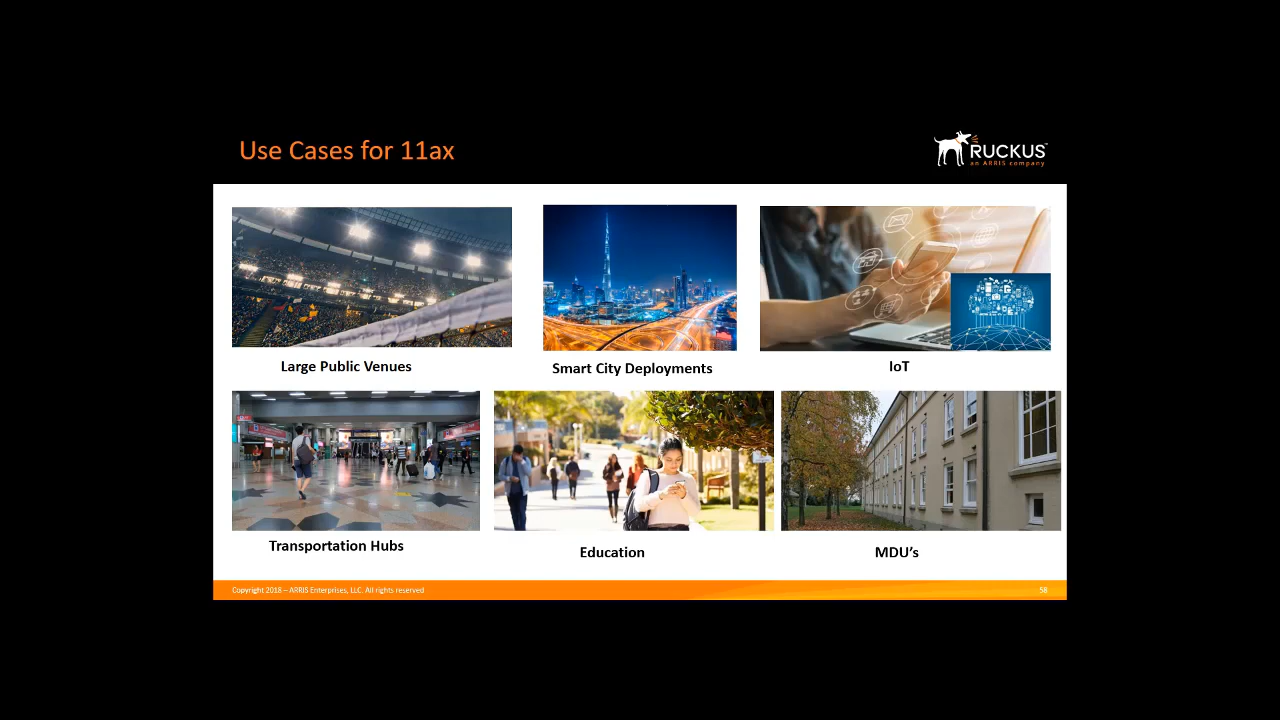 Use Cases for 11ax
RUCKUS
an ARRIS company
Large Public Venues
Smart City Deployments
IoT
Transportation Hubs
Education
MDU's
Copyright 2018 – ARRIS Enterprises, LLC. All rights reserved
58